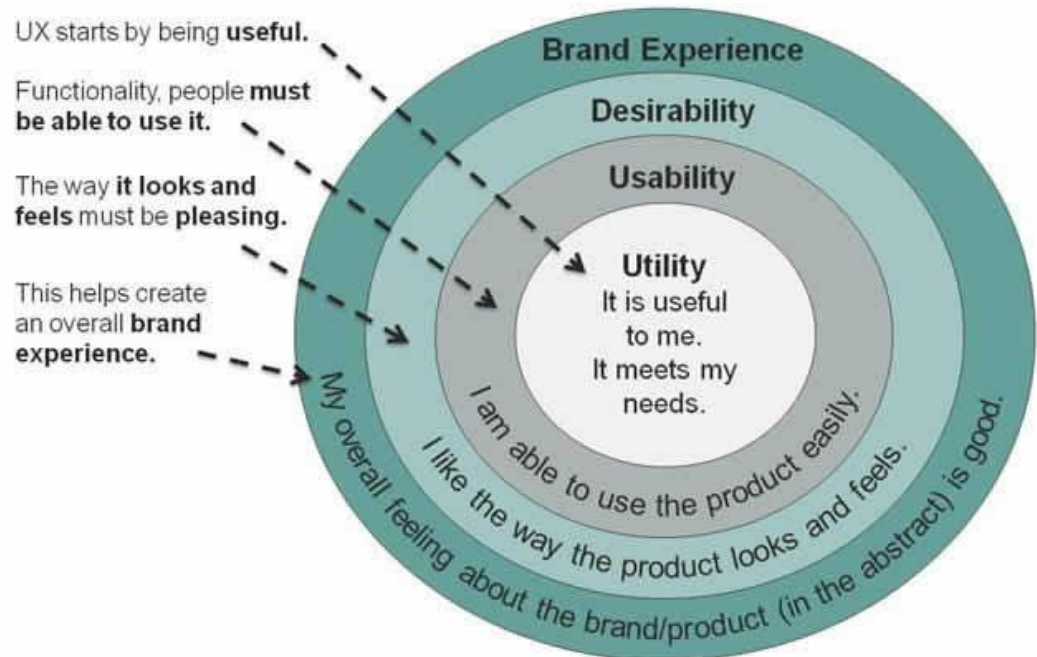 UX starts by being useful.
Functionality, people must
be able to use it.
The way it looks and
feels must be pleasing.
This helps create
an overall brand
experience.
Brand Experience
Desirability
Usability
Utility
It is useful
to me.
It meets my
needs.
I am able to use the product easily.
I like the way the product looks and feels.
My overall feeling about the brand/product (in the abstract) is good.